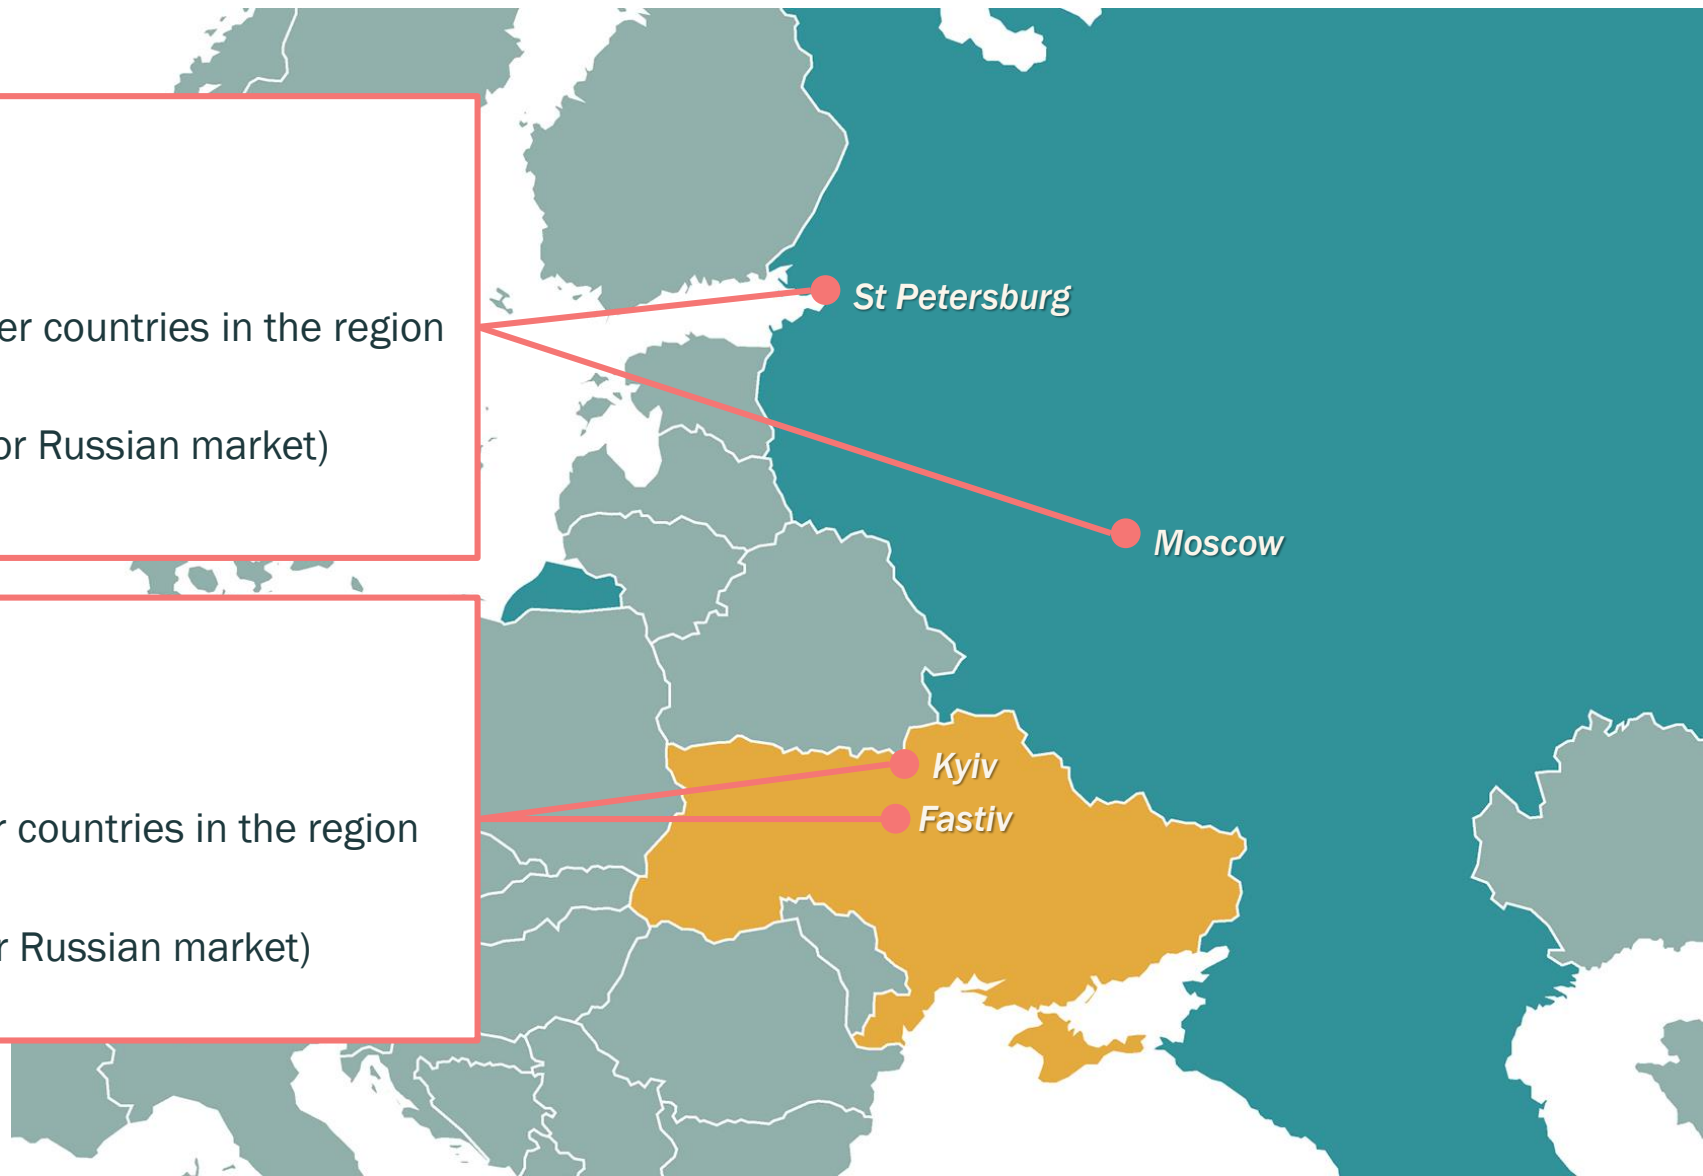 er countries in the region
or Russian market)
St Petersburg
Moscow
r countries in the region
r Russian market)
Kyiv
Fastiv